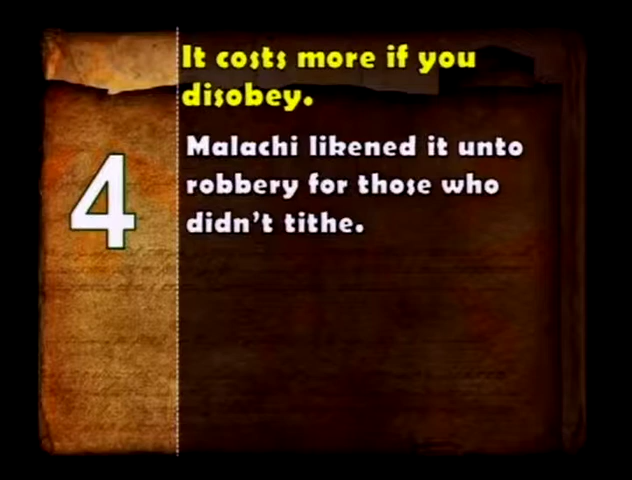 It costs more if you
disobey.
4
Malachi likened it unto
robbery for those who
didn't tithe.